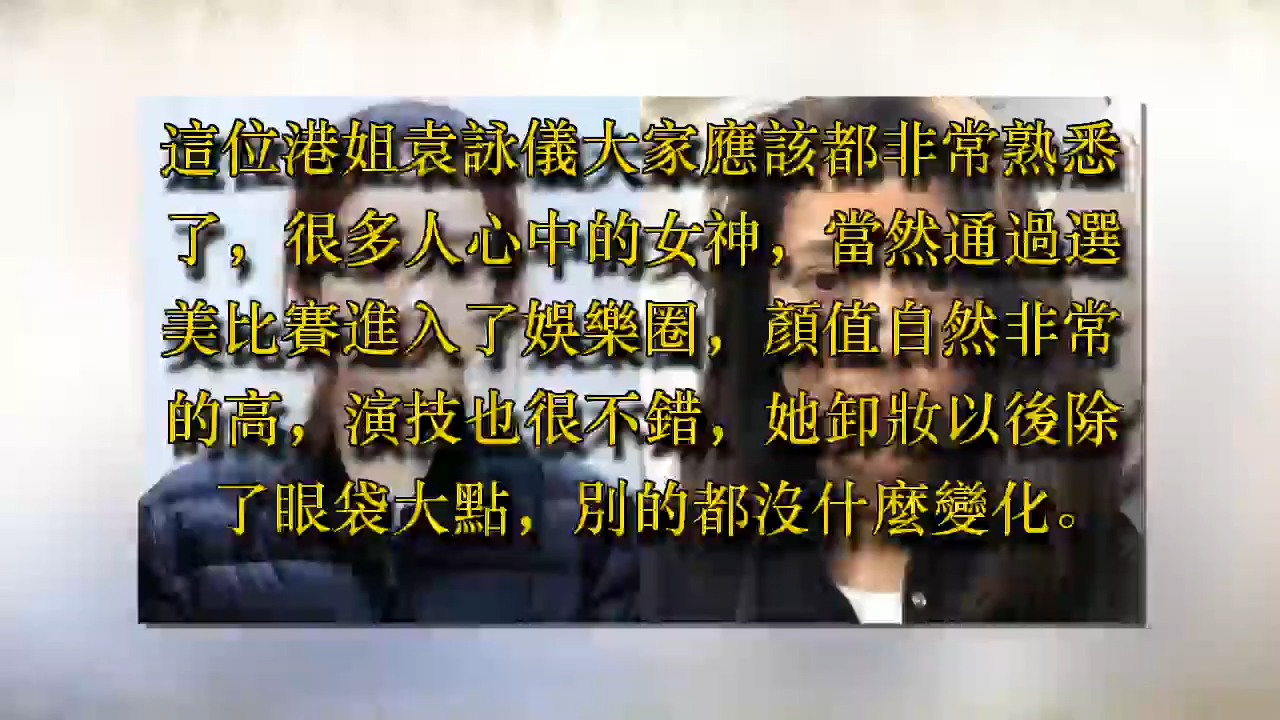 這位港姐袁詠儀大家應該都非常熟悉
了，很多人心中的女神，當然通過選
美比賽進入了娛樂圈，顏值自然非常
的高，演技也很不錯，她卸妝以後除
了眼袋大點，別的都沒什麼變化。